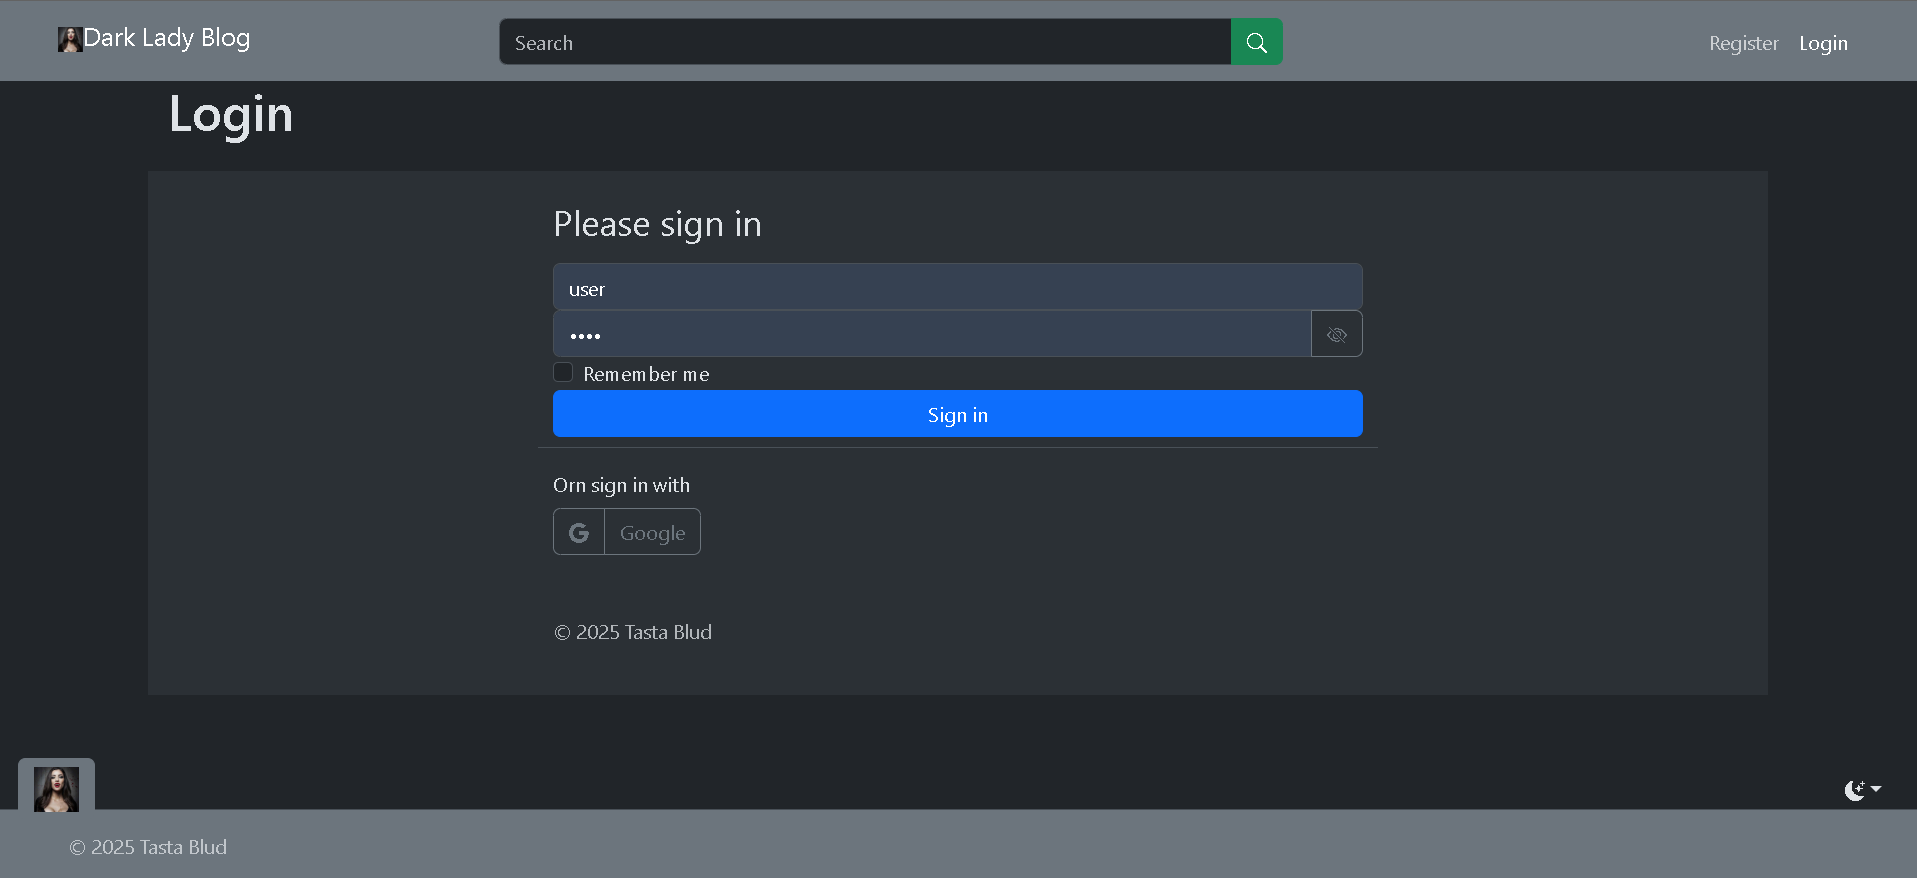 Dark Lady Blog
Search
Register
Login
Login
Please sign in
user
••••
Remember me
Sign in
Orn sign in with
Google
© 2025 Tasta Blud
© 2025 Tasta Blud